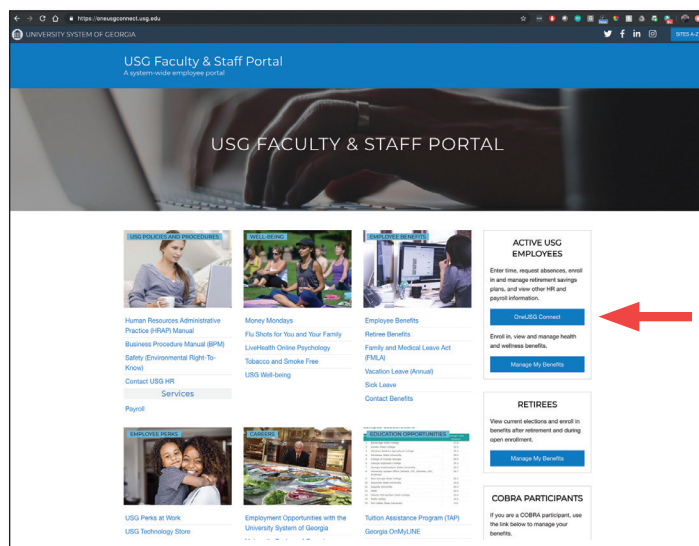 https://oneusgconnect.usg.edu
UNIVERSITY SYSTEM OF GEORGIA
SITES A-Z
USG Faculty & Staff Portal
A system-wide employee portal
USG FACULTY & STAFF PORTAL
USG POLICIES AND PROCEDURES
Human Resources Administrative
Practice (HRAP) Manual
Business Procedure Manual (BPM)
Safety (Environmental Right-To-
Know)
Contact USG HR
Services
Payroll
WELL-BEING
Money Mondays
Flu Shots for You and Your Family
LiveHealth Online Psychology
Tobacco and Smoke Free
USG Well-being
EMPLOYEE BENEFITS
Employee Benefits
Retiree Benefits
Family and Medical Leave Act
(FMLA)
Vacation Leave (Annual)
Sick Leave
Contact Benefits
ACTIVE USG
EMPLOYEES
Enter time, request absences, enroll
in and manage retirement savings
plans, and view other HR and
payroll information.
OneUSG Connect
Enroll in, view and manage health
and wellness benefits.
Manage My Benefits
RETIREES
View current elections and enroll in
benefits after retirement and during
open enrollment.
Manage My Benefits
COBRA PARTICIPANTS
If you are a COBRA participant, use
the link below to manage your
benefits.
EMPLOYEE PERKS
USG Perks at Work
USG Technology Store
CAREERS
Employment Opportunities with the
University System of Georgia
EDUCATION OPPORTUNITIES
Tuition Assistance Program (TAP)
Georgia OnMyLINE